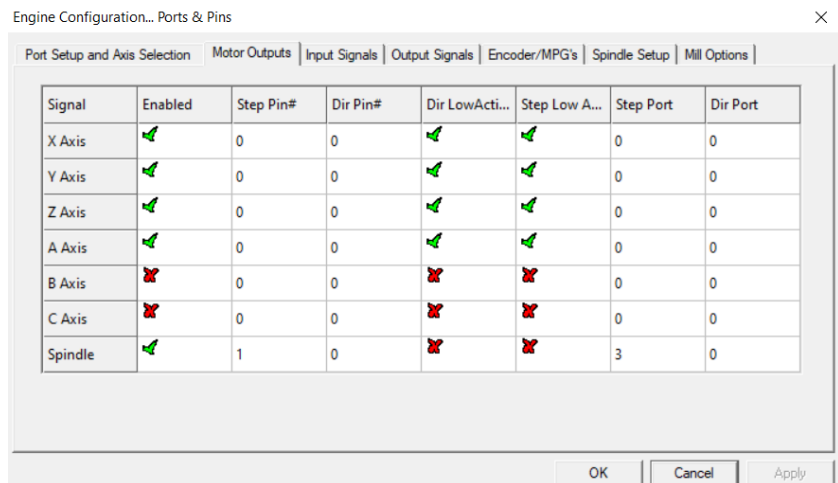 Engine Configuration... Ports & Pins
Port Setup and Axis Selection Motor Outputs Input Signals Output Signals Encoder/MPG's Spindle Setup Mill Options
Signal Enabled Step Pin# Dir Pin# Dir LowActi... Step Low A... Step Port Dir Port
X Axis 0 0 0 0
Y Axis 0 0 0 0
Z Axis 0 0 0 0
A Axis 0 0 0 0
B Axis 0 0 0 0
C Axis 0 0 0 0
Spindle 1 0 3 0
OK Cancel Apply